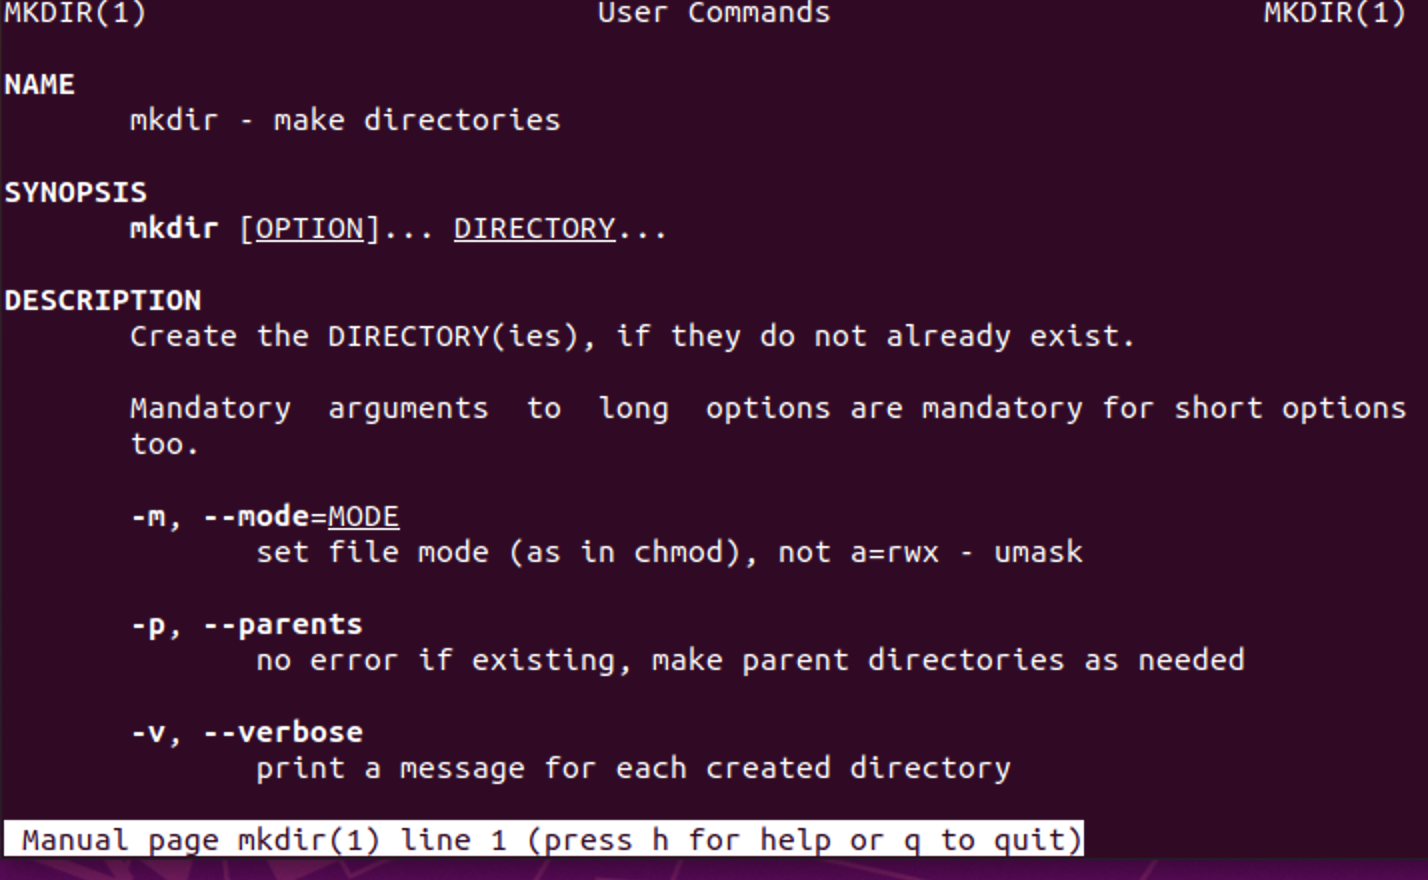 MKDIR(1) User Commands MKDIR(1)
NAME
mkdir - make directories
SYNOPSIS
mkdir [OPTION]... DIRECTORY...
DESCRIPTION
Create the DIRECTORY(ies), if they do not already exist.
Mandatory arguments to long options are mandatory for short options
too.
-m, --mode=MODE
set file mode (as in chmod), not a=rwx - umask
-p, --parents
no error if existing, make parent directories as needed
-v, --verbose
print a message for each created directory
Manual page mkdir(1) line 1 (press h for help or q to quit)